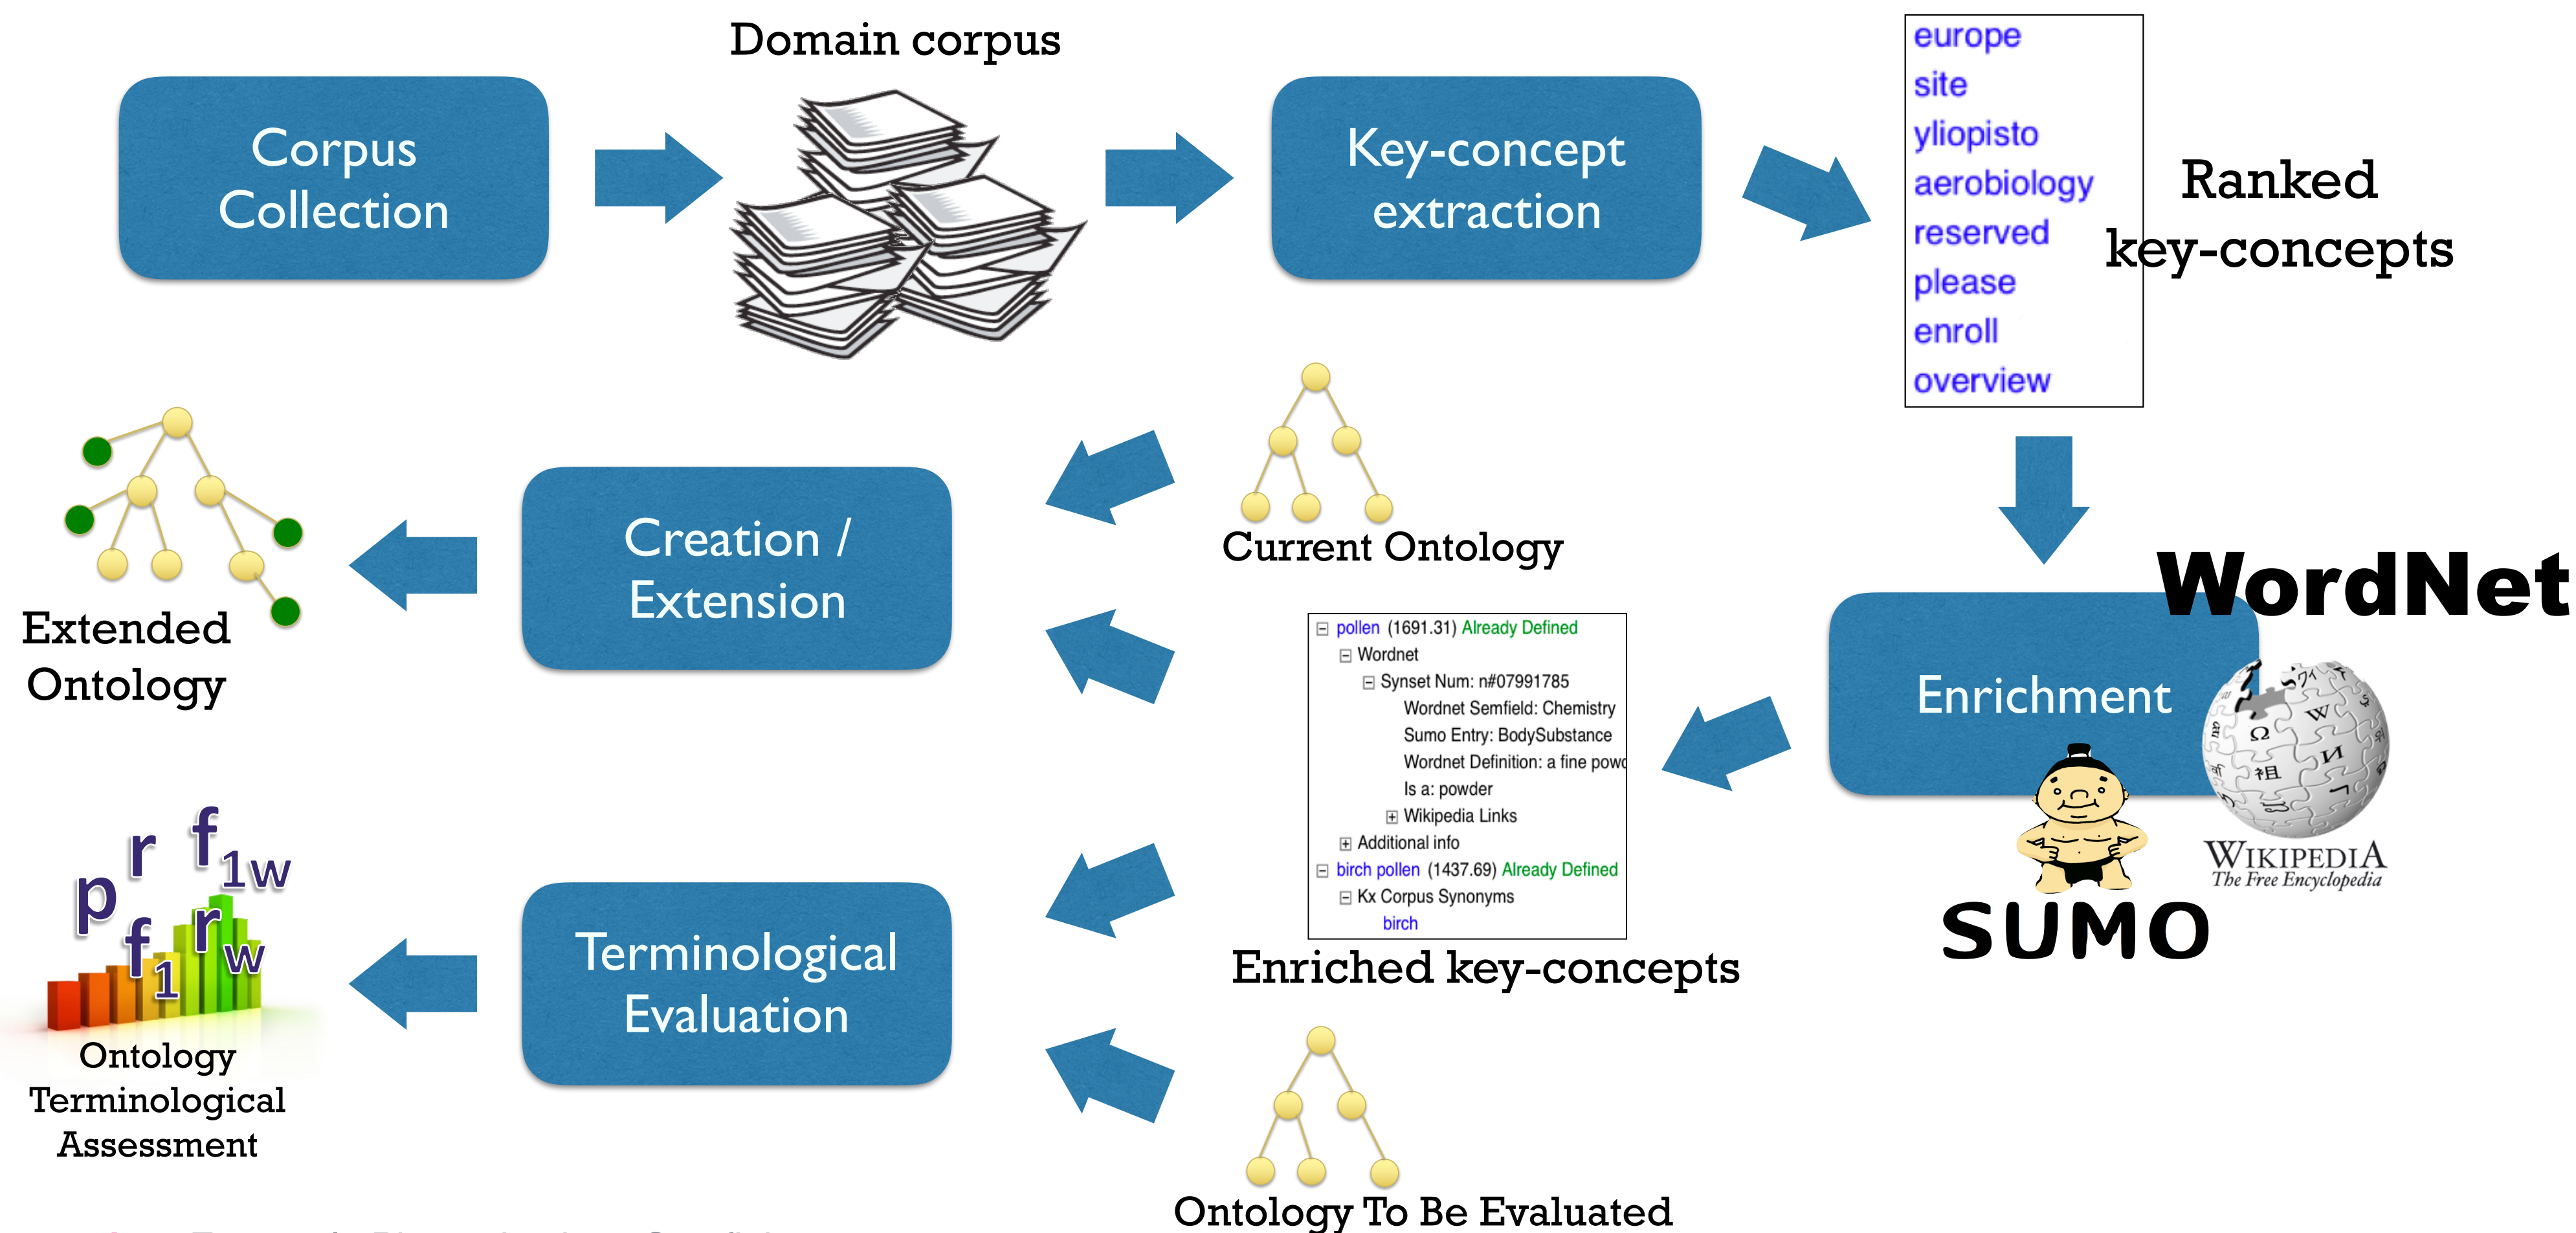 Domain corpus
Corpus
Collection
Key-concept
extraction
europe
site
yliopisto
aerobiology
reserved
please
enroll
overview
Ranked
key-concepts
Extended
Ontology
Creation /
Extension
Current Ontology
pollen (1691.31) Already Defined
Wordnet
Synset Num: n#07991785
Wordnet Semfield: Chemistry
Sumo Entry: BodySubstance
Wordnet Definition: a fine
Is a: powder
Wikipedia Links
Additional info
birch pollen (1437.69) Already Defined
Kx Corpus Synonyms
birch
Enriched key-concepts
WordNet
Enrichment
Ω
W
И
祖
WIKIPEDIA
The Free Encyclopedia
SUMO
p
r
f1w
f1
rw
Ontology
Terminological
Assessment
Terminological
Evaluation
Ontology To Be Evaluated